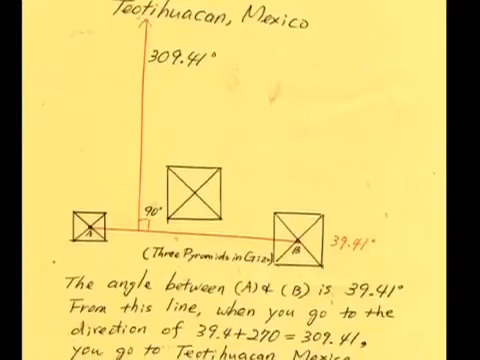 Teotihuacan, Mexico
309.41°
90°
A
B
39.41°
(Three Pyramids in Giza)
The angle between (A)&(B) is 39.41°
From this line, when you go to the
direction of 39.4+270=309.41,
you go to Teotihuacan Mexico